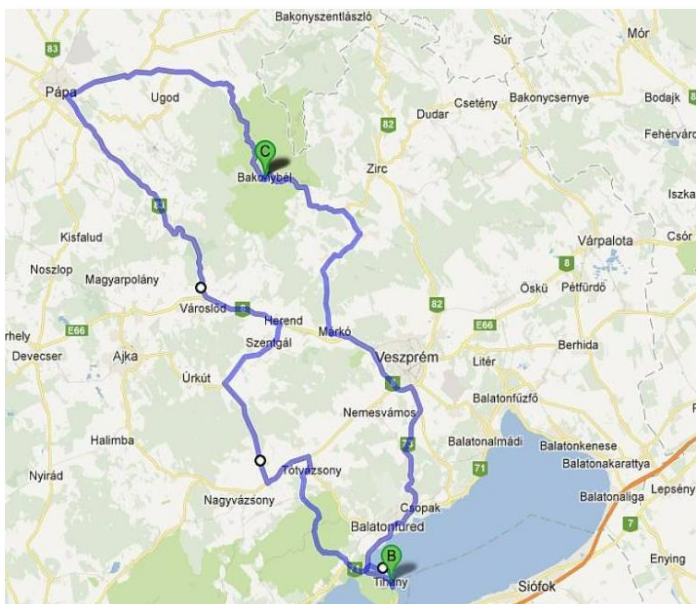 Bakonyszentlászló
83
Súr
Mór
Pápa
Ugod
Csetény
Bakonycsernye
Bodajk
Dudar
82
Fehérvárc
C
Bakonybél
Zirc
Iszka
Kisfalud
Várpalota
Csór
Noszlop
Magyarpolány
8
Öskü
Pétfürdő
Városlőd
82
Herend
E66
Márkó
rhely
E66
Szentgál
Berhida
Devecser
Ajka
Veszprém
Litér
Úrkút
Balatonfűzfő
Nemesvámos
Halimba
Balatonalmádi
Balatonkenese
73
Balatonakarattya
71
Nyirád
Tótvázsony
Lepsény
Nagyvázsony
Balatonaliga
Csopak
Balatonfüred
7
B
Enying
Tihany
Siófok